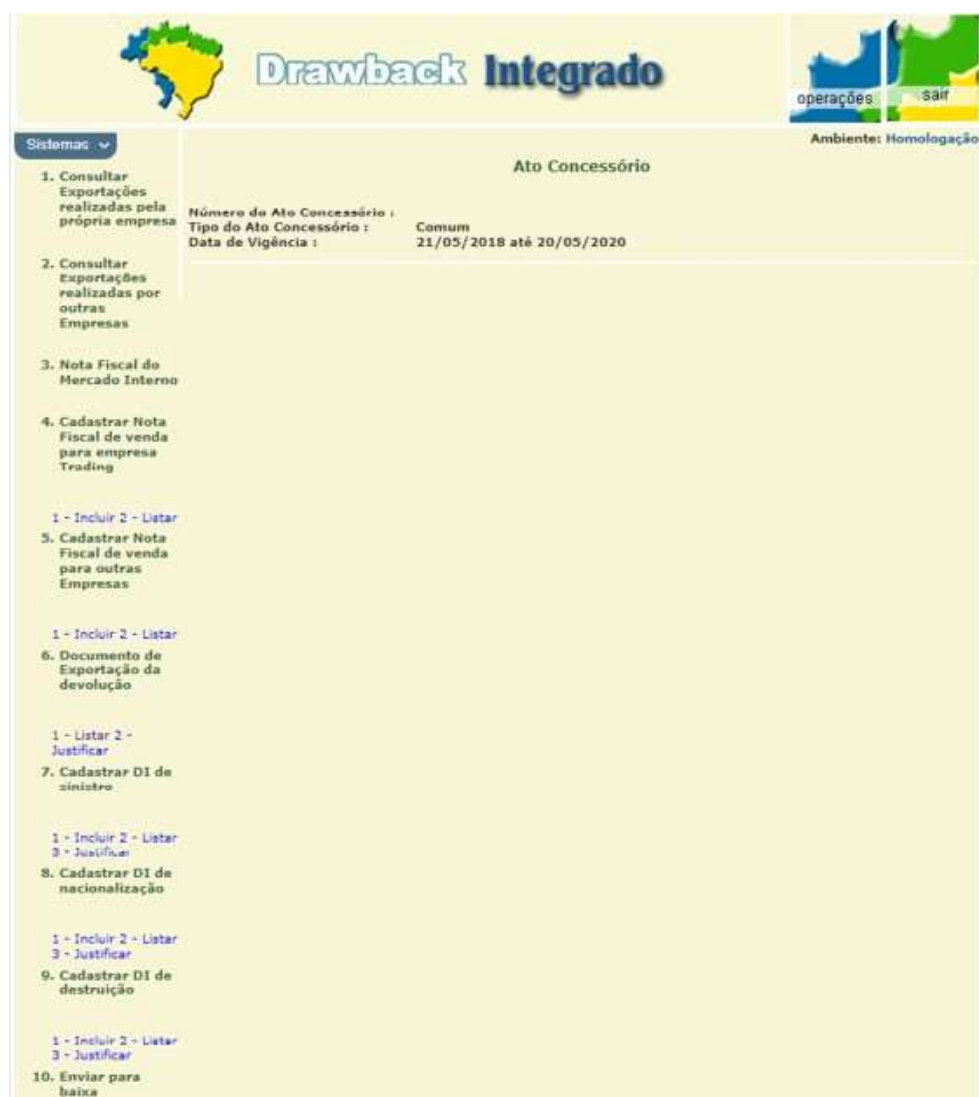 Drawback Integrado
operações
sair
Sistemas
Ambiente: Homologação
Ato Concessório
Número do Ato Concessório :
Tipo do Ato Concessório : Comum
Data de Vigência : 21/05/2018 até 20/05/2020
1. Consultar
Exportações
realizadas pela
própria empresa
2. Consultar
Exportações
realizadas por
outras
Empresas
3. Nota Fiscal do
Mercado Interno
4. Cadastrar Nota
Fiscal de venda
para empresa
Trading
1 - Incluir 2 - Listar
5. Cadastrar Nota
Fiscal de venda
para outras
Empresas
1 - Incluir 2 - Listar
6. Documento de
Exportação da
devolução
1 - Listar 2 -
Justificar
7. Cadastrar DI de
sinistro
1 - Incluir 2 - Listar
3 - Justificar
8. Cadastrar DI de
nacionalização
1 - Incluir 2 - Listar
3 - Justificar
9. Cadastrar DI de
destruição
1 - Incluir 2 - Listar
3 - Justificar
10. Enviar para
baixa